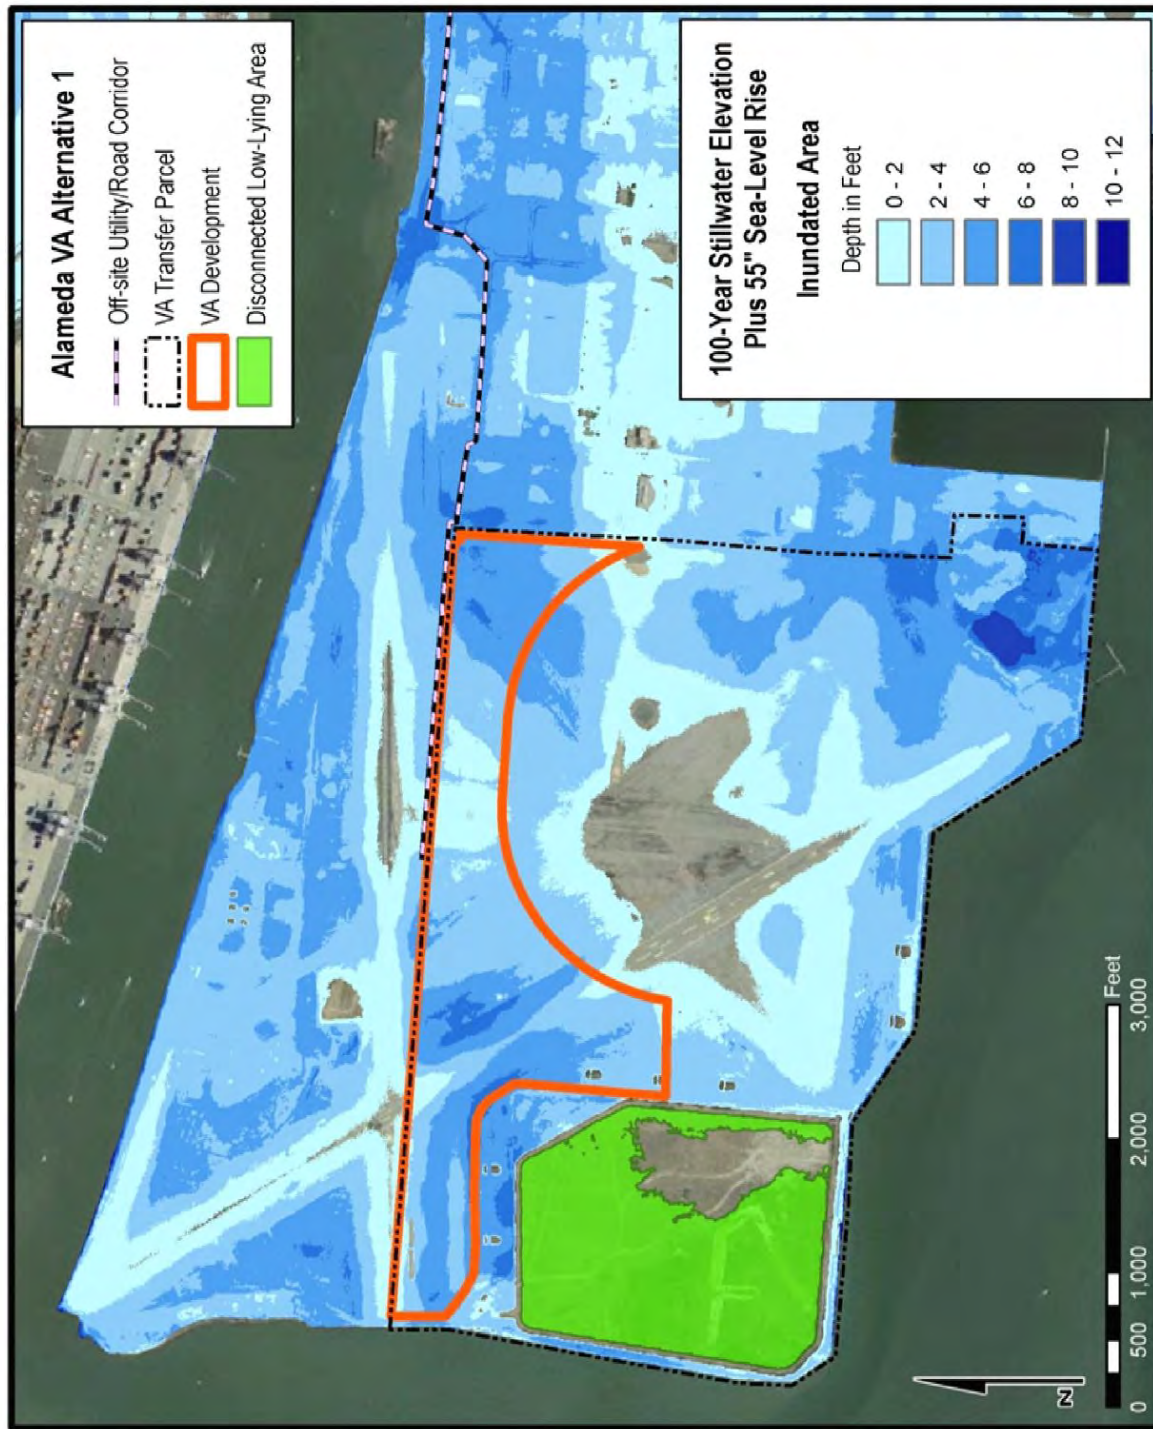 Alameda VA Alternative 1
Off-site Utility/Road Corridor
VA Transfer Parcel
VA Development
Disconnected Low-Lying Area
100-Year Stillwater Elevation
Plus 55" Sea-Level Rise
Inundated Area
Depth in Feet
0 - 2
2 - 4
4 - 6
6 - 8
8 - 10
10 - 12
N
Feet
0 500 1,000 2,000 3,000